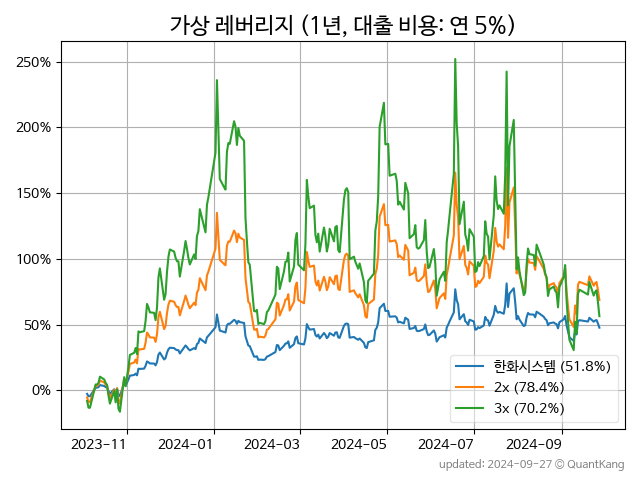 가상 레버리지 (1년, 대출 비용: 연 5%)
250%
200%
150%
100%
50%
0%
한화시스템 (51.8%)
2x (78.4%)
3x (70.2%)
2023-11 2024-01 2024-03 2024-05 2024-07 2024-09
updated: 2024-09-27 © QuantKang